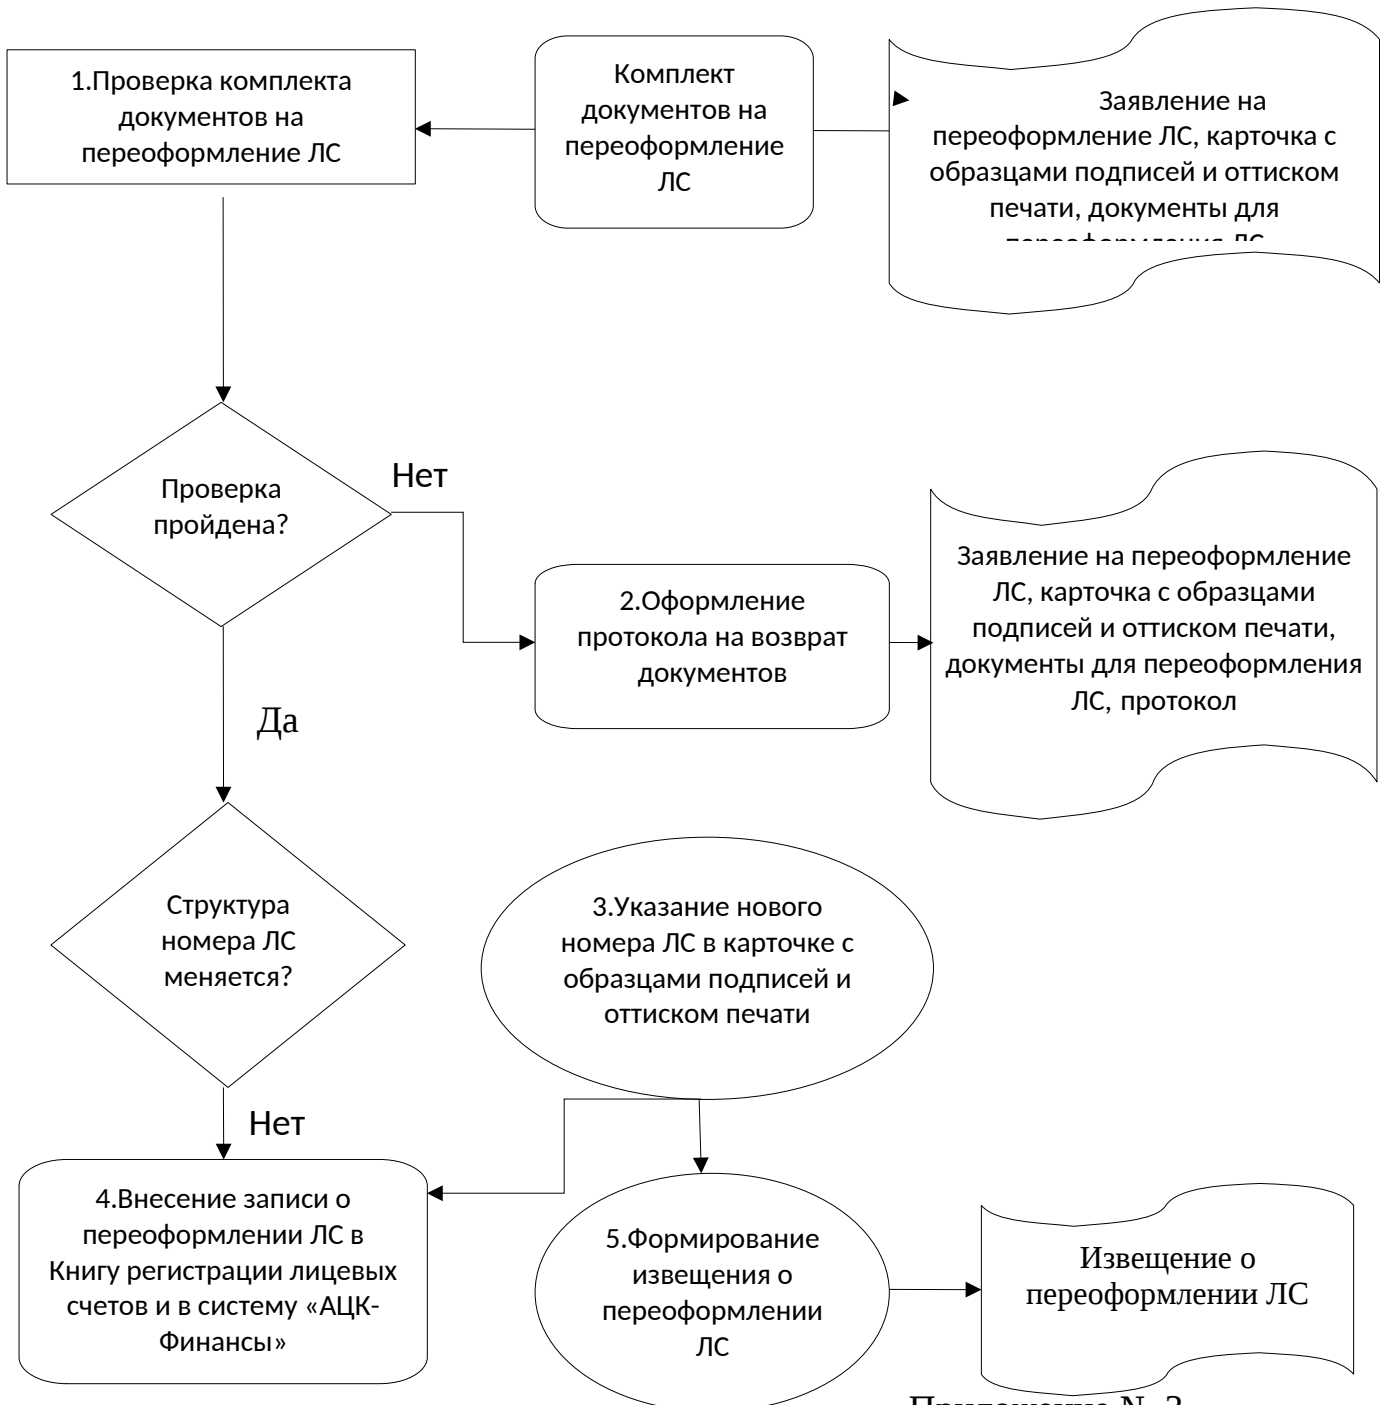 1.Проверка комплекта
документов на
переоформление ЛС
Комплект
документов на
переоформление
ЛС
Заявление на
переоформление ЛС, карточка с
образцами подписей и оттиском
печати, документы для
переоформления ЛС
Проверка
пройдена?
Нет
2.Оформление
протокола на возврат
документов
Заявление на переоформление
ЛС, карточка с образцами
подписей и оттиском печати,
документы для переоформления
ЛС, протокол
Да
Структура
номера ЛС
меняется?
3.Указание нового
номера ЛС в карточке с
образцами подписей и
оттиском печати
Нет
4.Внесение записи о
переоформлении ЛС в
Книгу регистрации лицевых
счетов и в систему «АЦК-
Финансы»
5.Формирование
извещения о
переоформлении
ЛС
Извещение о
переоформлении ЛС
Приложение №